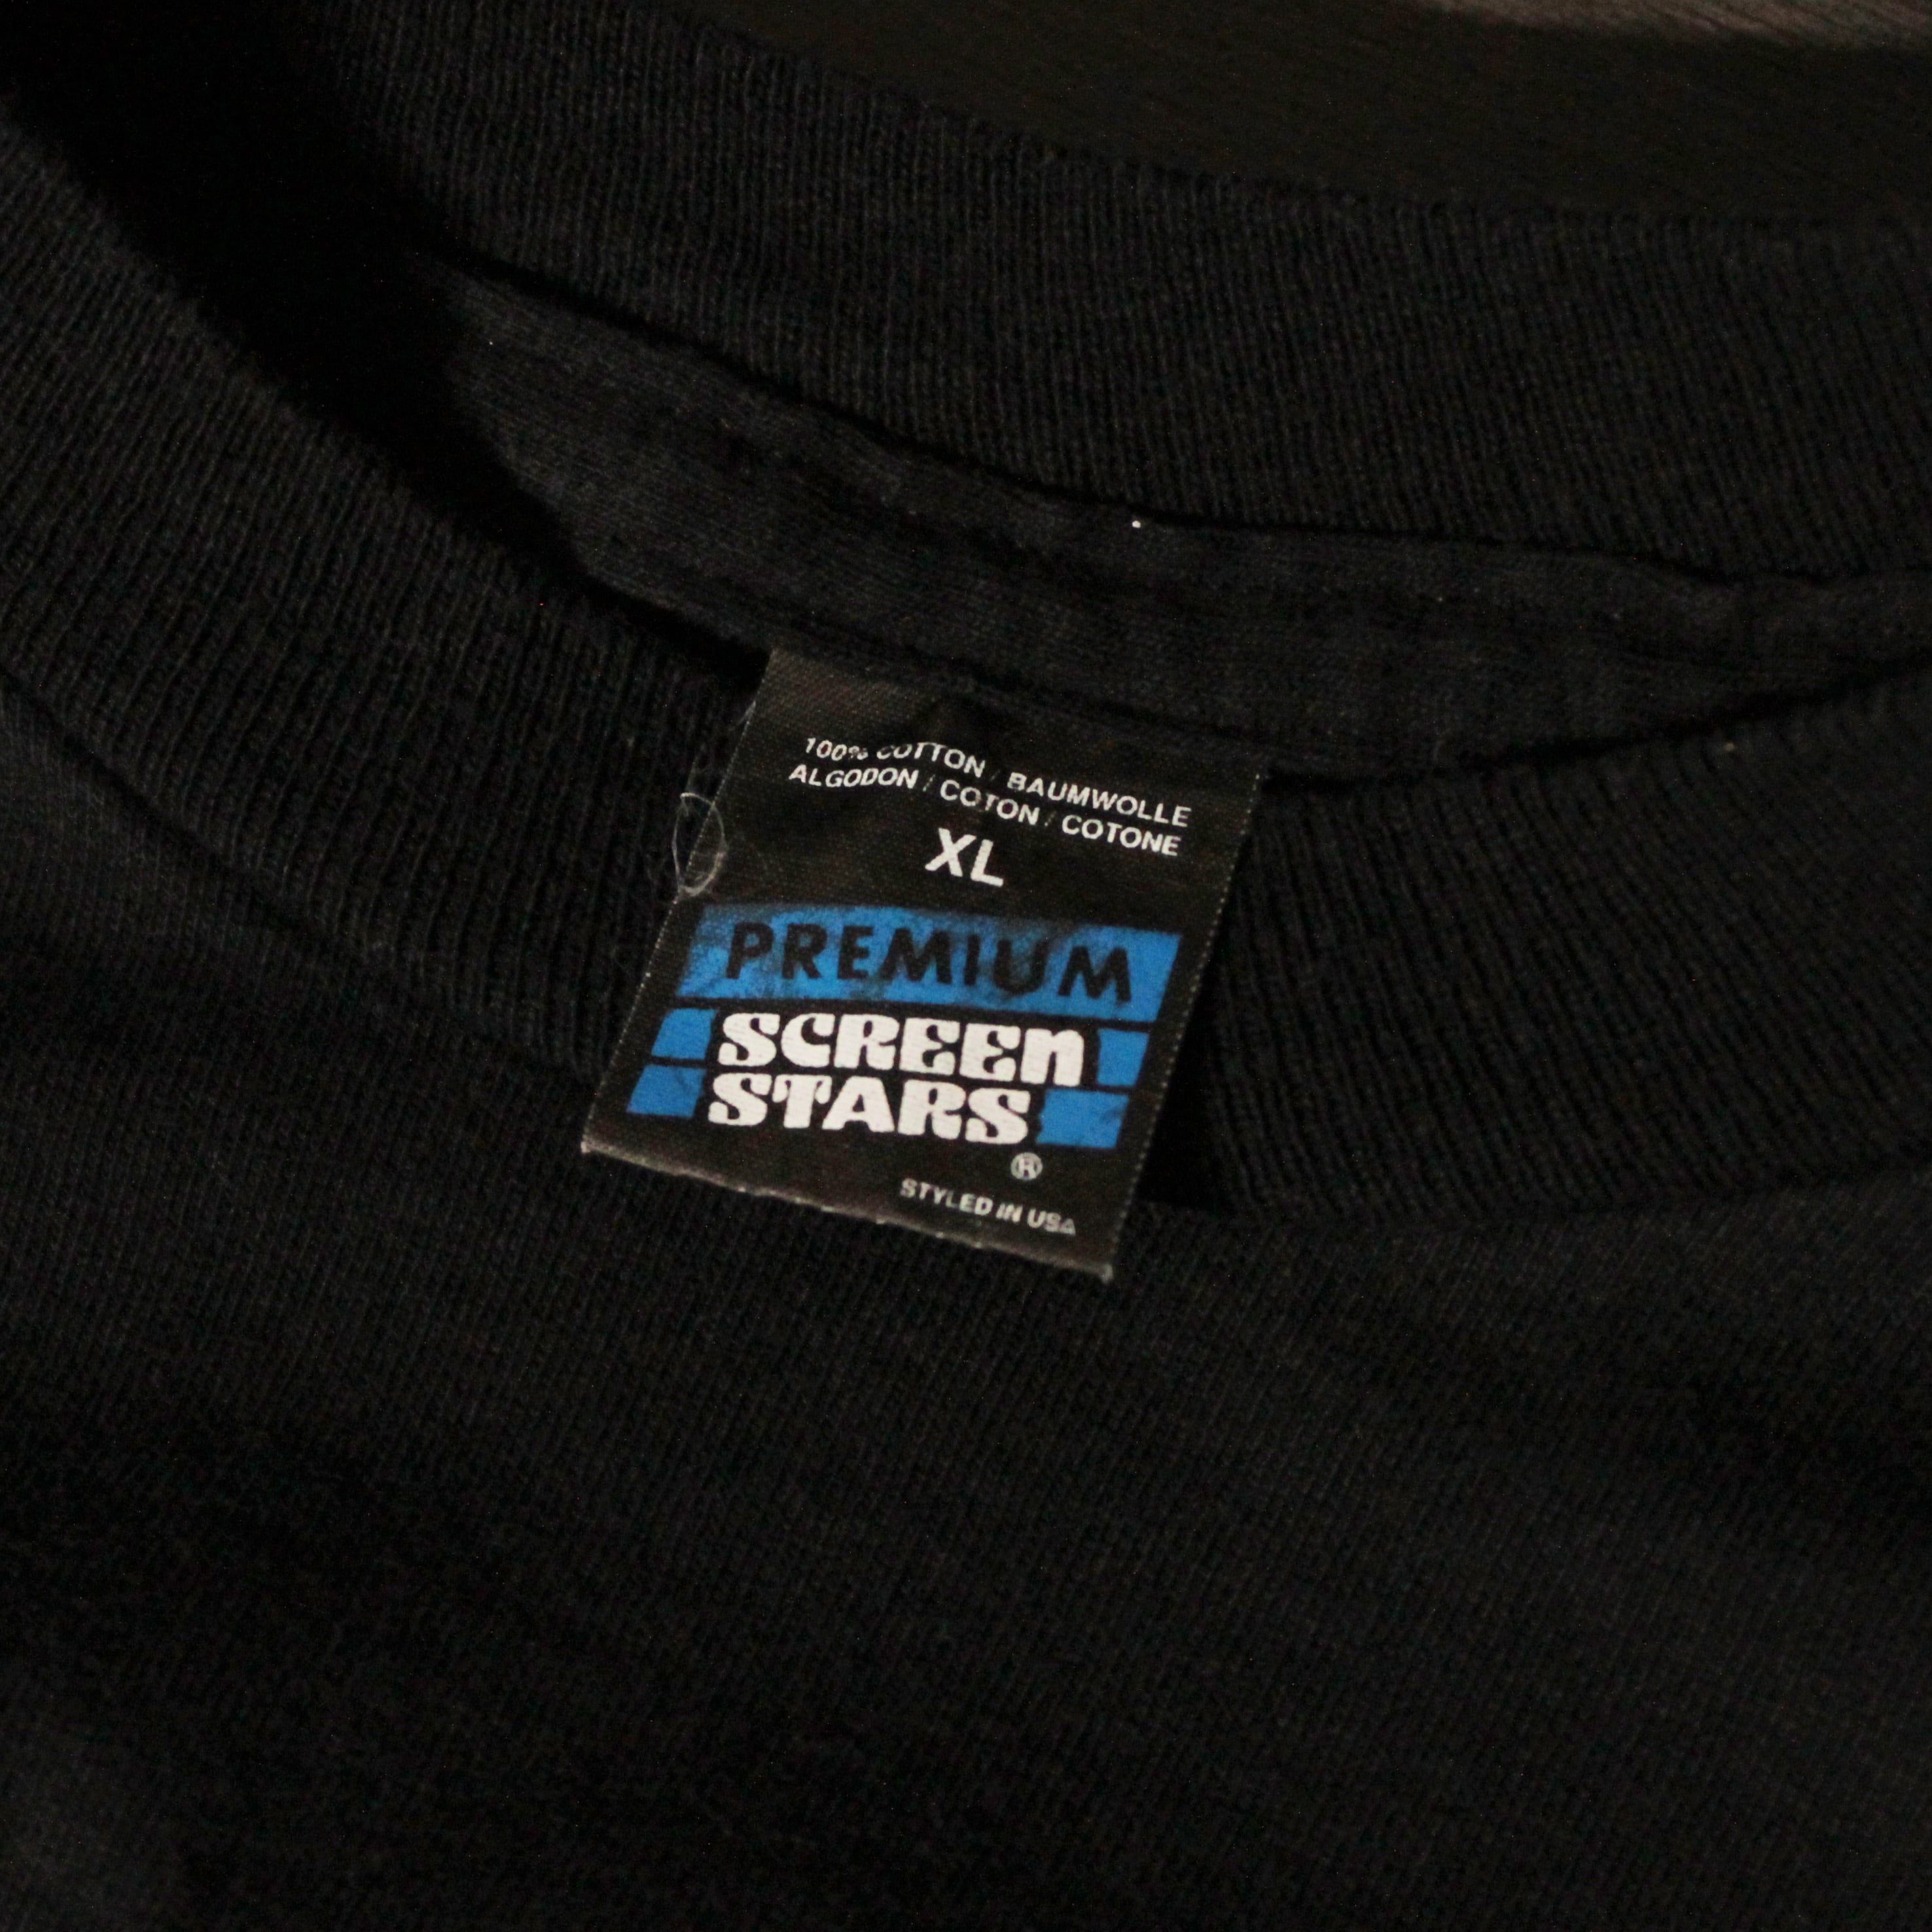 100% COTTON / BAUMWOLLE
ALGODON / COTON / COTONE
XL
PREMIUM
SCREEN
STARS
®
STYLED IN USA